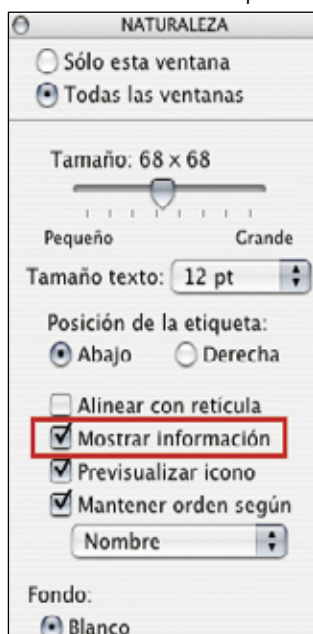 NATURALEZA
Sólo esta ventana
Todas las ventanas
Tamaño: 68 × 68
Pequeño Grande
Tamaño texto: 12 pt
Posición de la etiqueta:
Abajo Derecha
Alinear con retícula
Mostrar información
Previsualizar icono
Mantener orden según
Nombre
Fondo:
Blanco